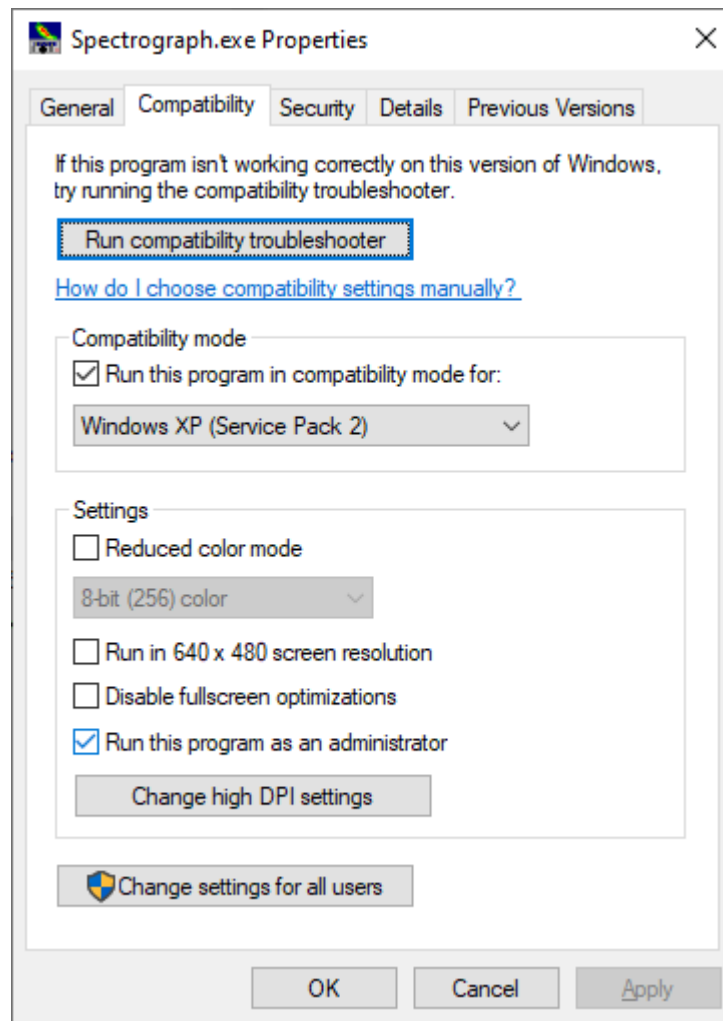 Spectrograph.exe Properties
General Compatibility Security Details Previous Versions
If this program isn't working correctly on this version of Windows,
try running the compatibility troubleshooter.
Run compatibility troubleshooter
How do I choose compatibility settings manually?
Compatibility mode
Run this program in compatibility mode for:
Windows XP (Service Pack 2)
Settings
Reduced color mode
8-bit (256) color
Run in 640 x 480 screen resolution
Disable fullscreen optimizations
Run this program as an administrator
Change high DPI settings
Change settings for all users
OK Cancel Apply